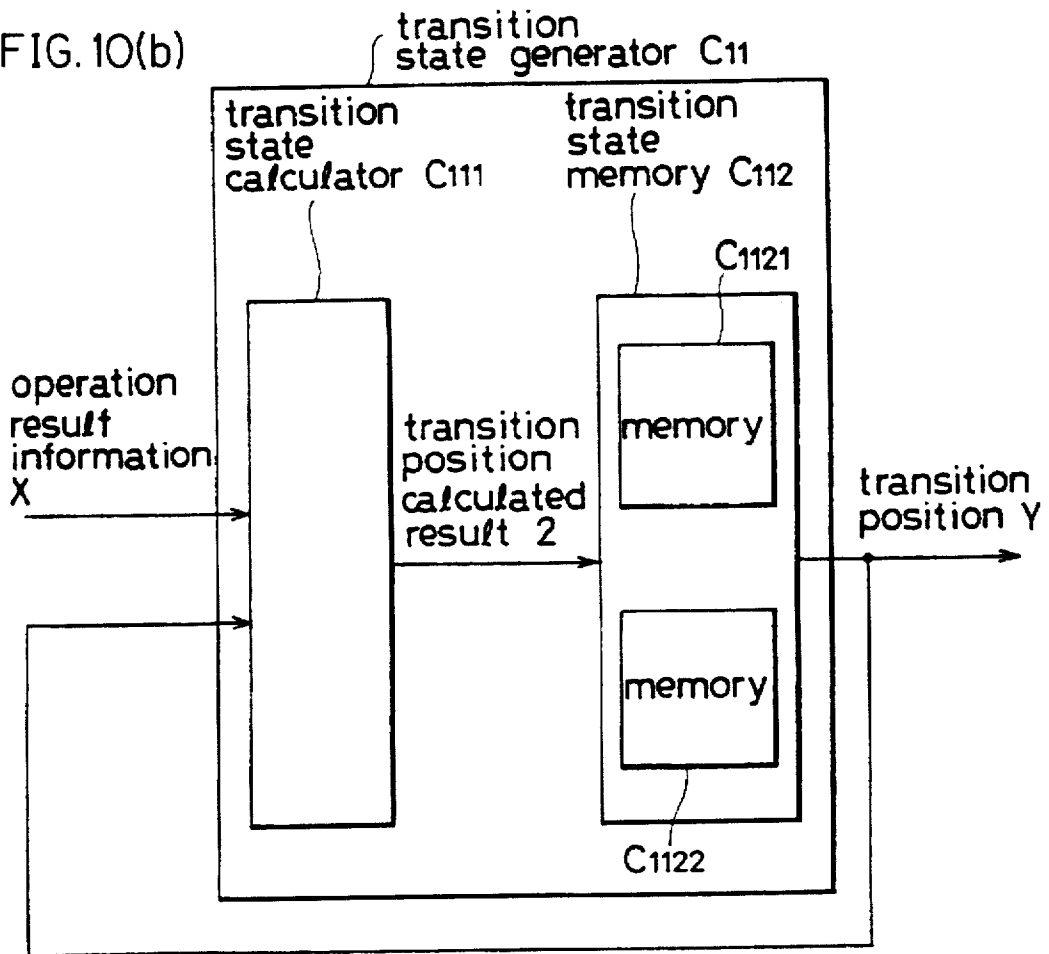 FIG. 10(b)
transition
state generator C11
transition
state
calculator C111
transition
state
memory C112
C1121
operation
result
information
X
transition
position
calculated
result 2
memory
transition
position Y
memory
C1122